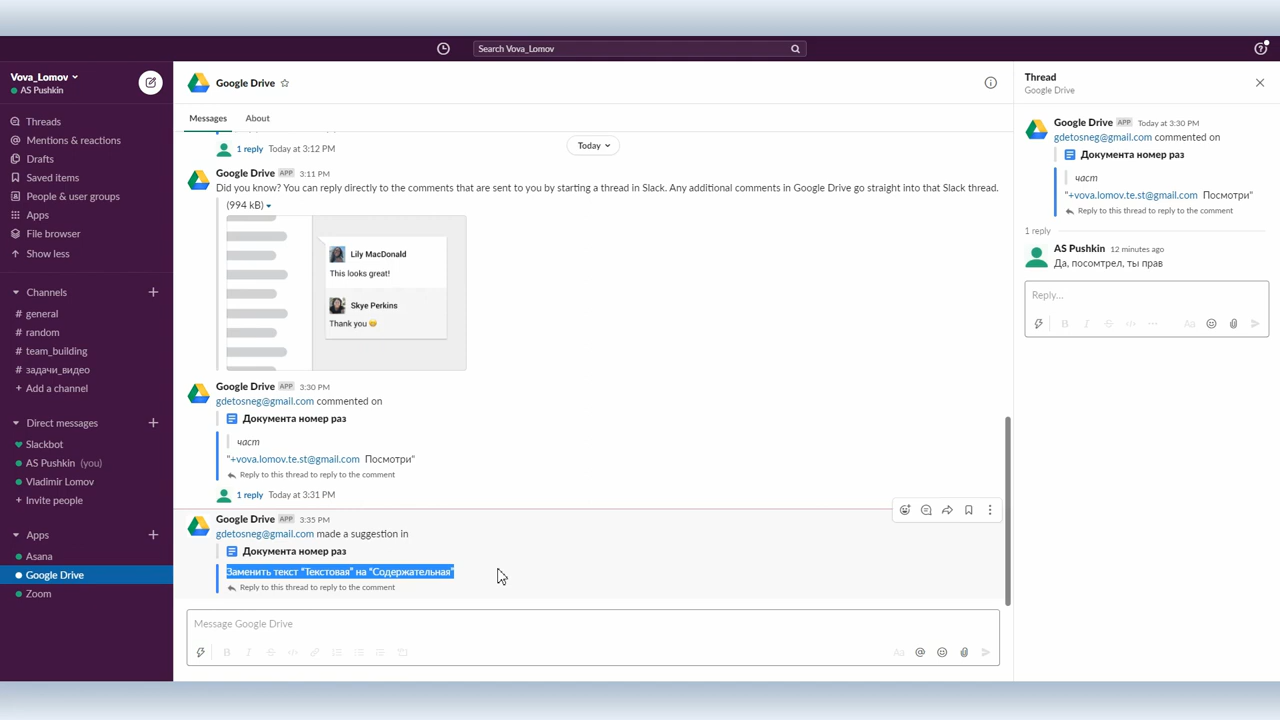 Search Vova_Lomov
Vova_Lomov
AS Pushkin
Threads
Mentions & reactions
Drafts
Saved items
People & user groups
Apps
File browser
Show less
Channels
# general
# random
# team_building
# задачи_видео
+ Add a channel
Direct messages
Slackbot
AS Pushkin (you)
Vladimir Lomov
+ Invite people
Apps
Asana
Google Drive
Zoom
Google Drive
Messages
About
1 reply Today at 3:12 PM
Today
Google Drive APP 3:11 PM
Did you know? You can reply directly to the comments that are sent to you by starting a thread in Slack. Any additional comments in Google Drive go straight into that Slack thread.
(994 kB)
Lily MacDonald
This looks great!
Skye Perkins
Thank you 😊
Google Drive APP 3:30 PM
gdetosneg@gmail.com commented on
Документа номер раз
част
"+vova.lomov.te.st@gmail.com Посмотри"
Reply to this thread to reply to the comment
1 reply Today at 3:31 PM
Google Drive APP 3:35 PM
gdetosneg@gmail.com made a suggestion in
Документа номер раз
Заменить текст “Текстовая” на “Содержательная”
Reply to this thread to reply to the comment
Message Google Drive
Aa
Thread
Google Drive
Google Drive APP Today at 3:30 PM
gdetosneg@gmail.com commented on
Документа номер раз
част
"+vova.lomov.te.st@gmail.com Посмотри"
Reply to this thread to reply to the comment
1 reply
AS Pushkin 12 minutes ago
Да, посомтрел, ты прав
Reply...
Aa